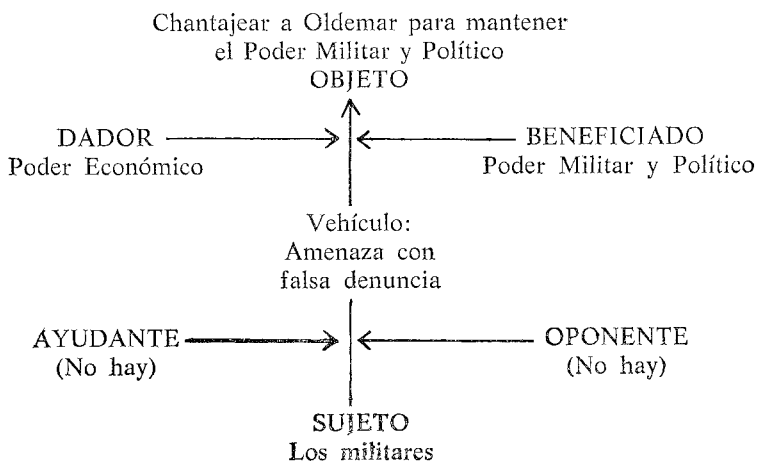 Chantajear a Oldemar para mantener
el Poder Militar y Político
OBJETO
DADOR
Poder Económico
BENEFICIADO
Poder Militar y Político
Vehículo:
Amenaza con
falsa denuncia
AYUDANTE
(No hay)
OPONENTE
(No hay)
SUJETO
Los militares